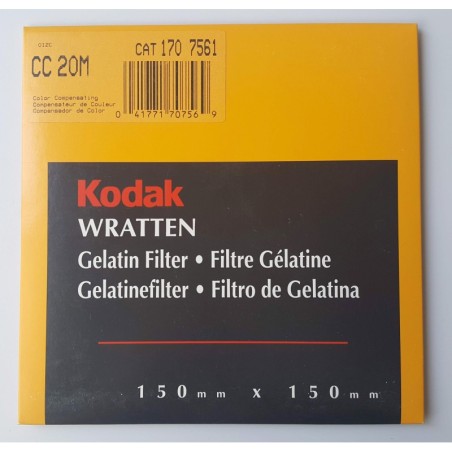 0120
CC 20M
CAT 170 7561
Color Compensating
Compensateur de Couleur
Compensador de Color
0 41771 70756 9
Kodak
WRATTEN
Gelatin Filter • Filtre Gélatine
Gelatinefilter • Filtro de Gelatina
150mm x 150mm